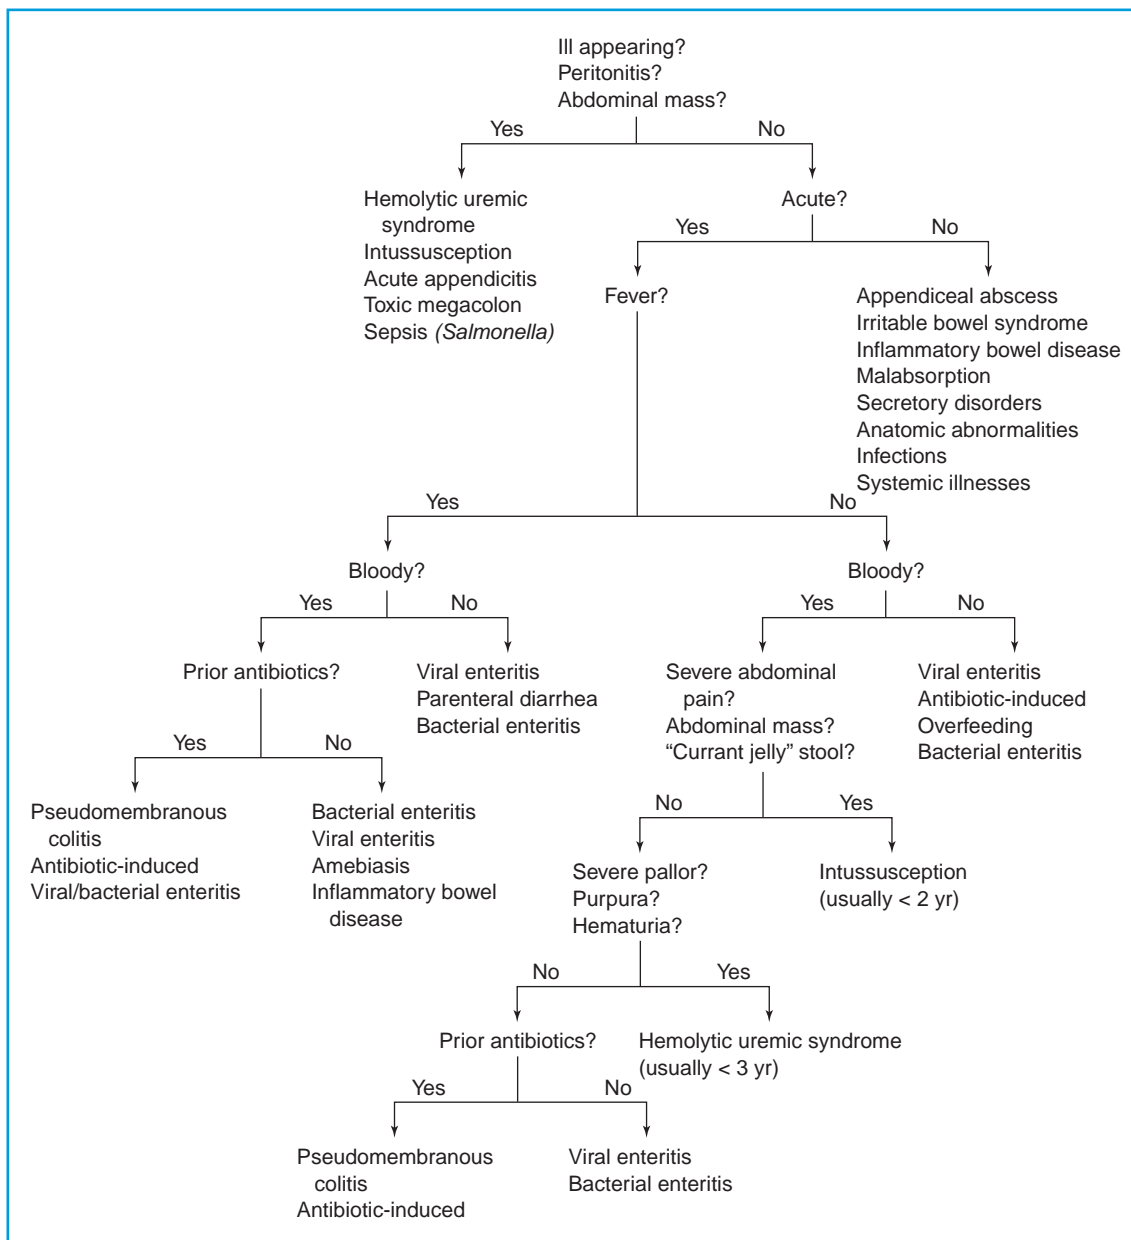 Ill appearing?
Peritonitis?
Abdominal mass?
Yes
No
Hemolytic uremic
syndrome
Intussusception
Acute appendicitis
Toxic megacolon
Sepsis (Salmonella)
Acute?
Yes
No
Fever?
Appendiceal abscess
Irritable bowel syndrome
Inflammatory bowel disease
Malabsorption
Secretory disorders
Anatomic abnormalities
Infections
Systemic illnesses
Yes
No
Bloody?
Yes
No
Prior antibiotics?
Viral enteritis
Parenteral diarrhea
Bacterial enteritis
Yes
No
Pseudomembranous
colitis
Antibiotic-induced
Viral/bacterial enteritis
Bacterial enteritis
Viral enteritis
Amebiasis
Inflammatory bowel
disease
Bloody?
Yes
No
Severe abdominal
pain?
Abdominal mass?
“Currant jelly” stool?
Viral enteritis
Antibiotic-induced
Overfeeding
Bacterial enteritis
No
Yes
Severe pallor?
Purpura?
Hematuria?
Intussusception
(usually < 2 yr)
No
Yes
Prior antibiotics?
Hemolytic uremic syndrome
(usually < 3 yr)
Yes
No
Pseudomembranous
colitis
Antibiotic-induced
Viral enteritis
Bacterial enteritis